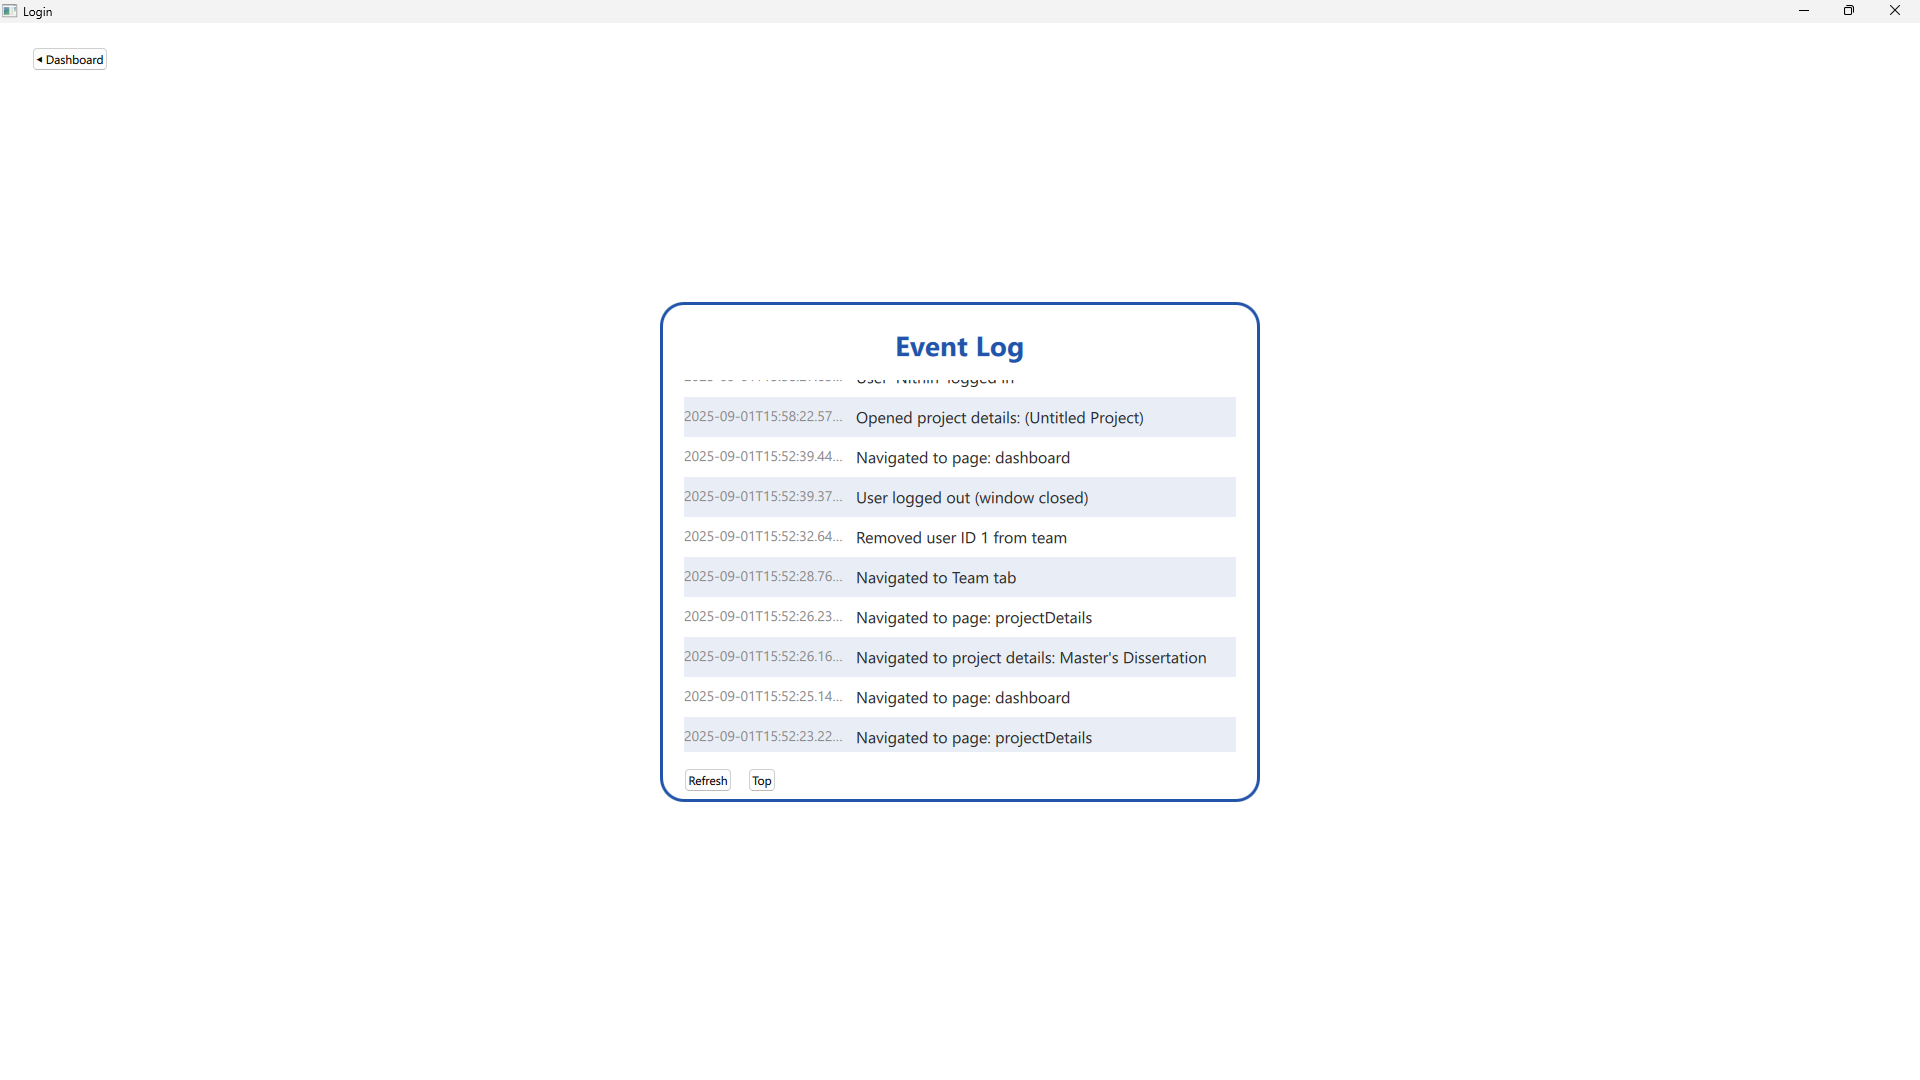 Login
◂ Dashboard
Event Log
logged in
2025-09-01T15:58:22.57... Opened project details: (Untitled Project)
2025-09-01T15:52:39.44... Navigated to page: dashboard
2025-09-01T15:52:39.37... User logged out (window closed)
2025-09-01T15:52:32.64... Removed user ID 1 from team
2025-09-01T15:52:28.76... Navigated to Team tab
2025-09-01T15:52:26.23... Navigated to page: projectDetails
2025-09-01T15:52:26.16... Navigated to project details: Master's Dissertation
2025-09-01T15:52:25.14... Navigated to page: dashboard
2025-09-01T15:52:23.22... Navigated to page: projectDetails
Refresh Top